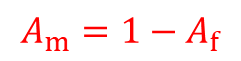 A_m = 1 − A_f